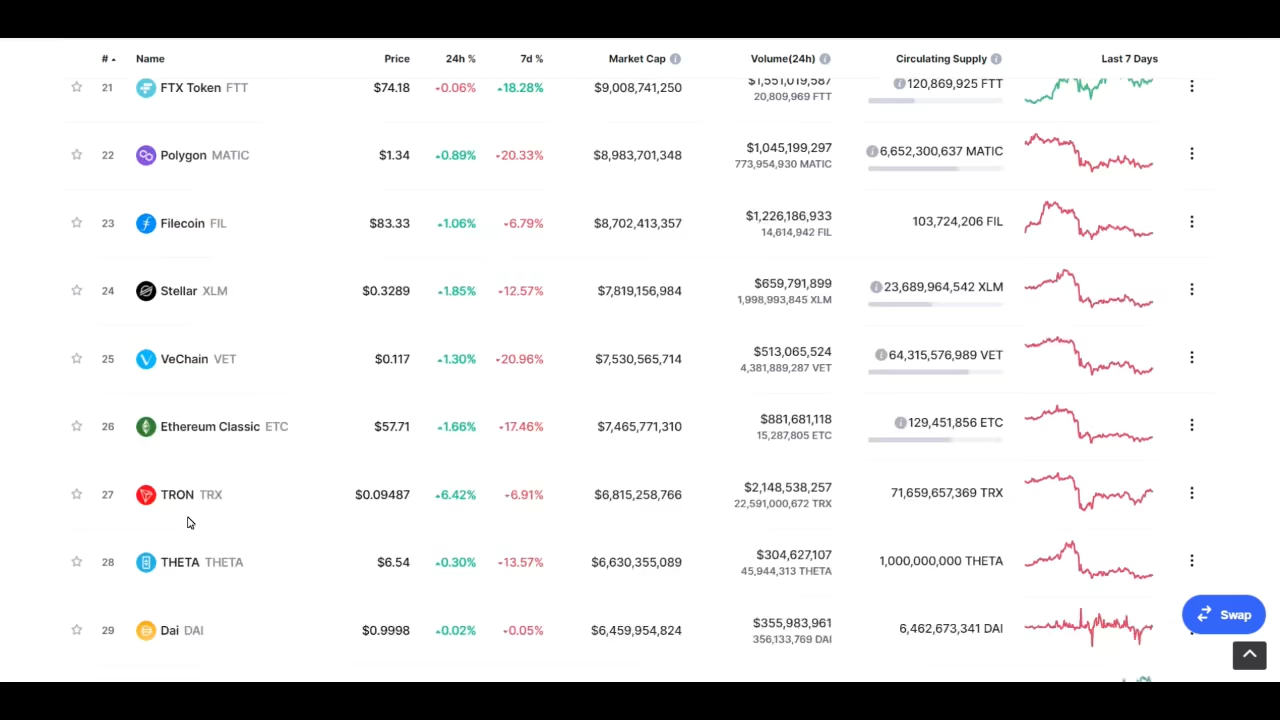 # Name Price 24h % 7d % Market Cap Volume(24h) Circulating Supply Last 7 Days
21 FTX Token FTT $74.18 0.06% 18.28% $9,008,741,250 $1,551,019,587 120,869,925 FTT
20,809,969 FTT
22 Polygon MATIC $1.34 0.89% 20.33% $8,983,701,348 $1,045,199,297 6,652,300,637 MATIC
773,954,930 MATIC
23 Filecoin FIL $83.33 1.06% 6.79% $8,702,413,357 $1,226,186,933 103,724,206 FIL
14,614,942 FIL
24 Stellar XLM $0.3289 1.85% 12.57% $7,819,156,984 $659,791,899 23,689,964,542 XLM
1,998,993,845 XLM
25 VeChain VET $0.117 1.30% 20.96% $7,530,565,714 $513,065,524 64,315,576,989 VET
4,381,889,287 VET
26 Ethereum Classic ETC $57.71 1.66% 17.46% $7,465,771,310 $881,681,118 129,451,856 ETC
15,287,805 ETC
27 TRON TRX $0.09487 6.42% 6.91% $6,815,258,766 $2,148,538,257 71,659,657,369 TRX
22,591,000,672 TRX
28 THETA THETA $6.54 0.30% 13.57% $6,630,355,089 $304,627,107 1,000,000,000 THETA
45,944,313 THETA
Swap
29 Dai DAI $0.9998 0.02% 0.05% $6,459,954,824 $355,983,961 6,462,673,341 DAI
356,133,769 DAI